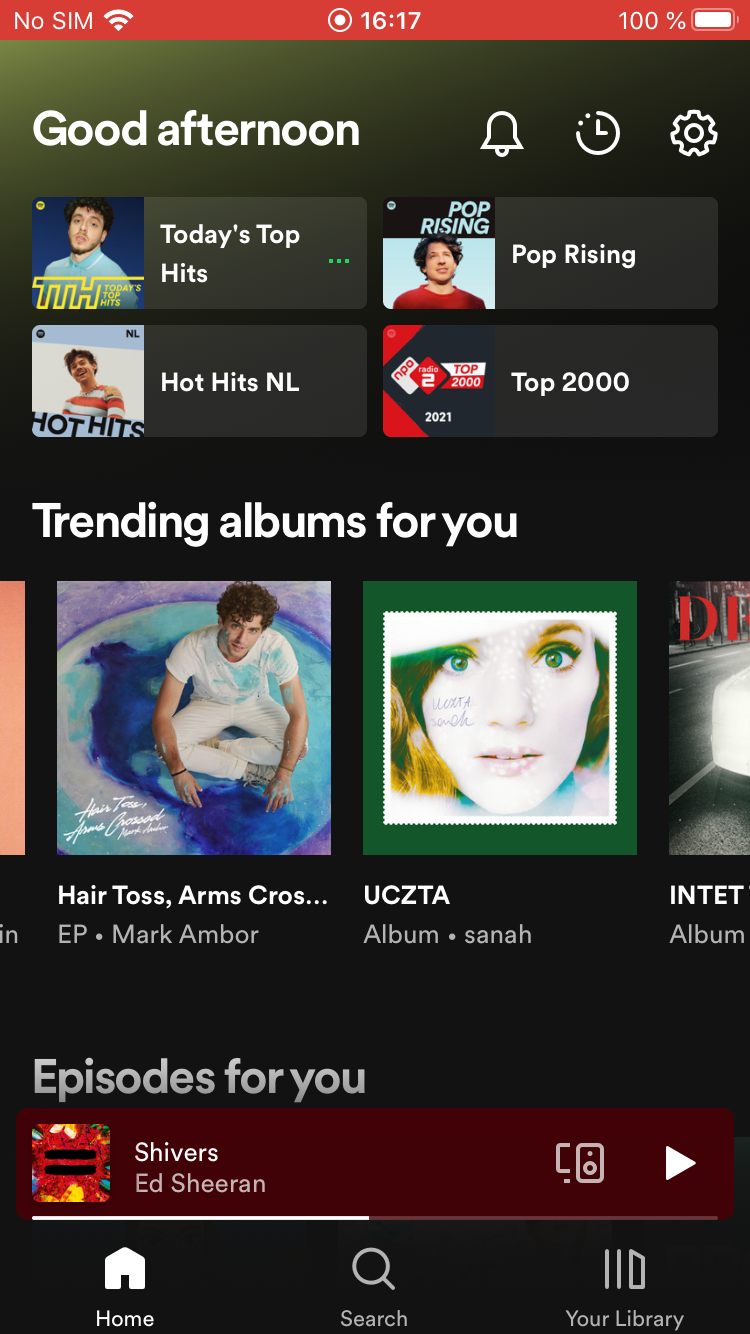 No SIM 16:17 100 %
Good afternoon
TTH TODAY'S TOP HITS
Today's Top
Hits
POP
RISING
Pop Rising
NL
HOT HITS
Hot Hits NL
npo radio 2 TOP 2000
2021
Top 2000
Trending albums for you
Hair Toss,
Arms Crossed
Mark Ambor
UCZTA
sanah
Hair Toss, Arms Cros...
EP • Mark Ambor
UCZTA
Album • sanah
INTET
Album
in
Episodes for you
Shivers
Ed Sheeran
Home
Search
Your Library